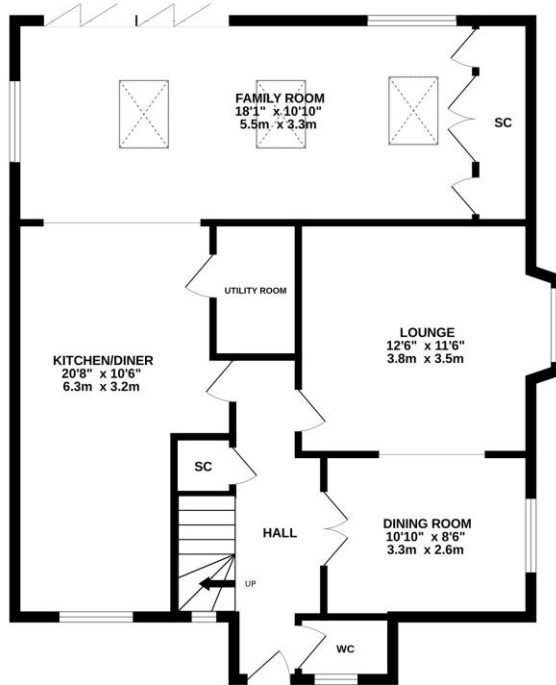 FAMILY ROOM
18'1" x 10'10"
5.5m x 3.3m
SC
UTILITY ROOM
KITCHEN/DINER
20'8" x 10'6"
6.3m x 3.2m
LOUNGE
12'6" x 11'6"
3.8m x 3.5m
SC
HALL
DINING ROOM
10'10" x 8'6"
3.3m x 2.6m
UP
WC